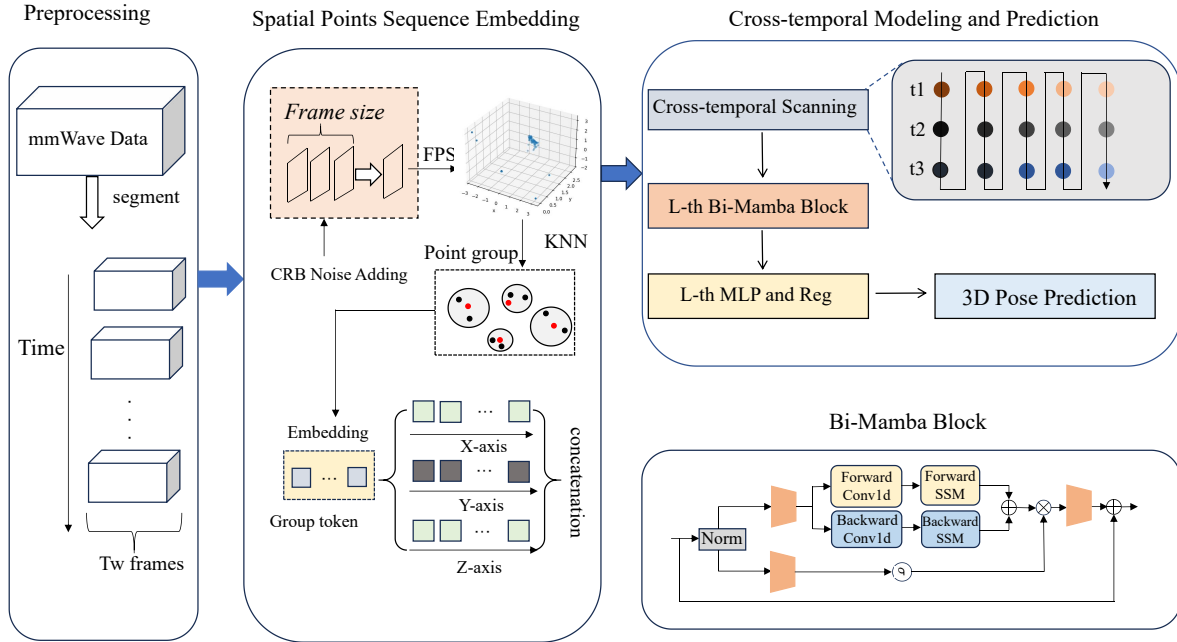 Preprocessing
mmWave Data
segment
Time
.
.
.
Tw frames
Spatial Points Sequence Embedding
Frame size
FPS
CRB Noise Adding
KNN
Point group
Embedding
...
Group token
...
X-axis
...
Y-axis
...
Z-axis
concatenation
Cross-temporal Modeling and Prediction
Cross-temporal Scanning
t1
t2
t3
L-th Bi-Mamba Block
L-th MLP and Reg
3D Pose Prediction
Bi-Mamba Block
Norm
Forward
Conv1d
Forward
SSM
Backward
Conv1d
Backward
SSM
σ